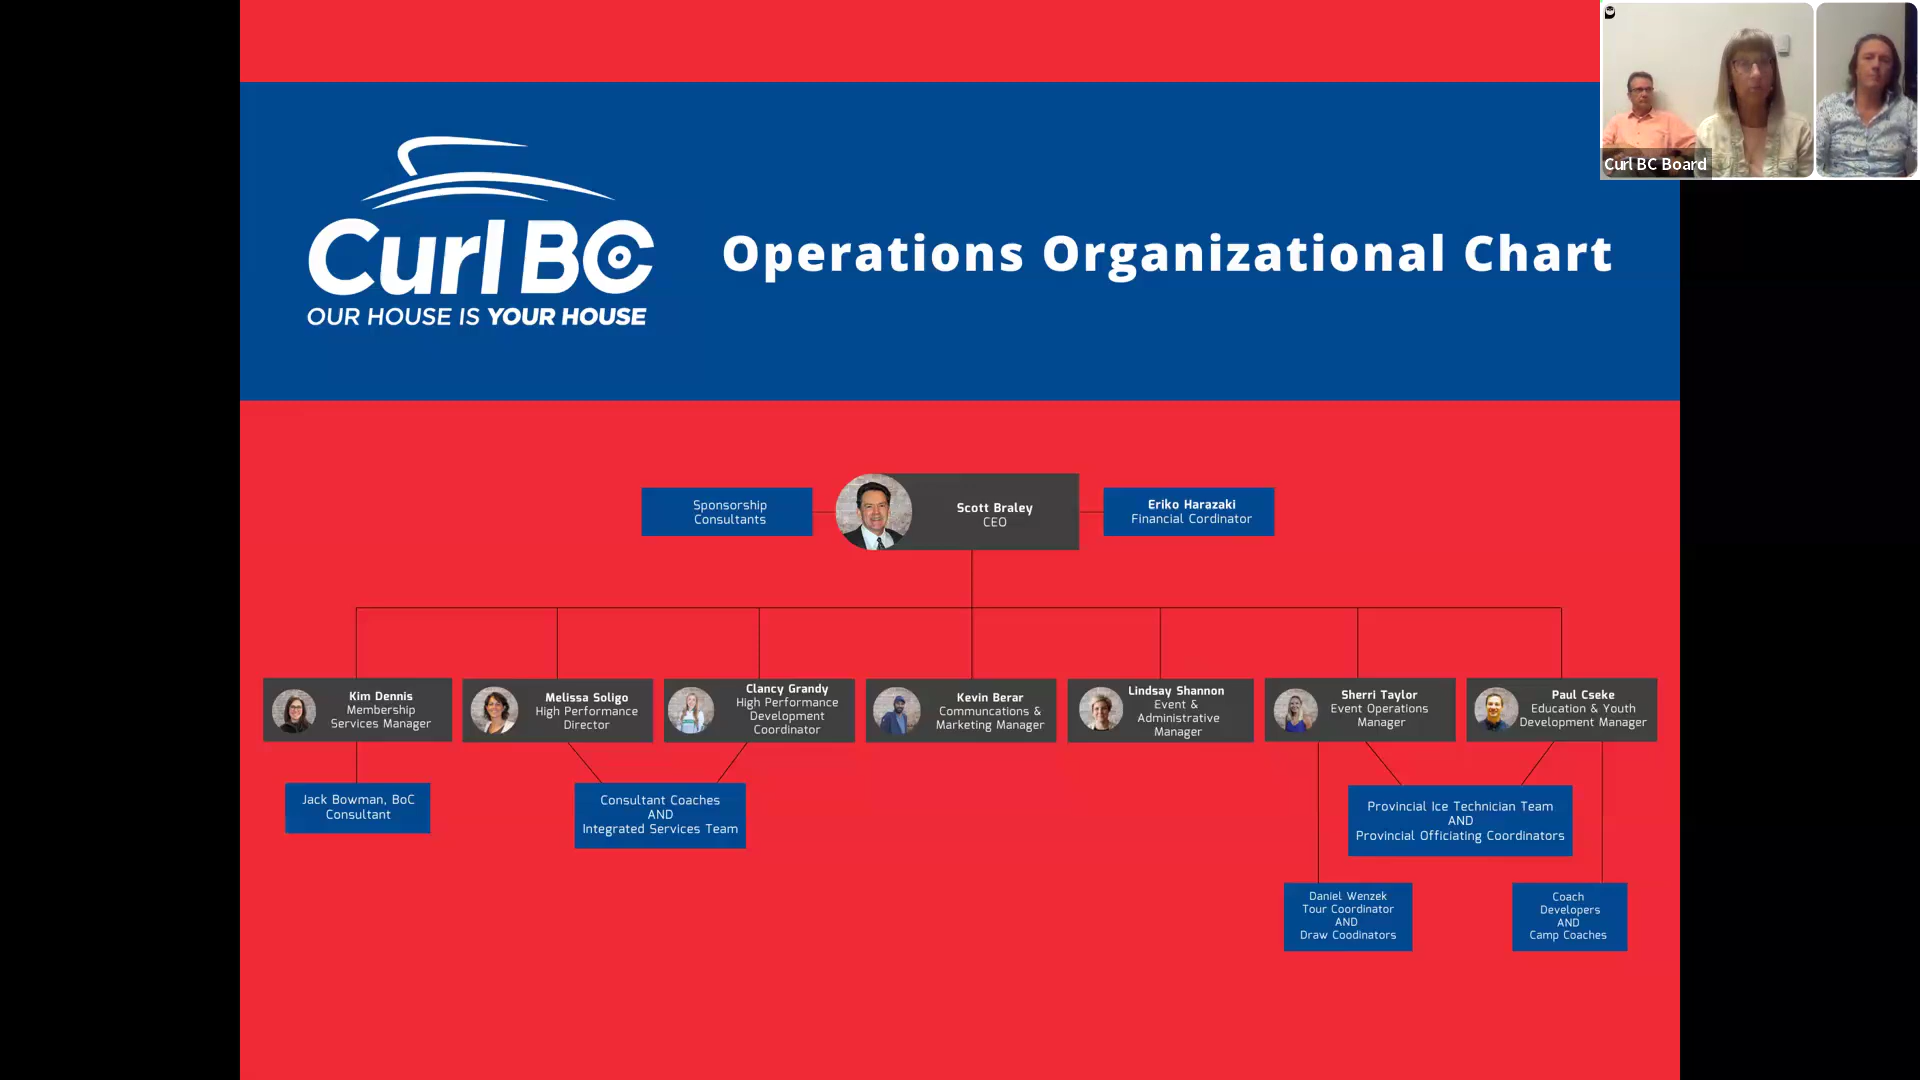 Curl BC
OUR HOUSE IS YOUR HOUSE
Operations Organizational Chart
Curl BC Board
Sponsorship
Consultants
Scott Braley
CEO
Eriko Harazaki
Financial Cordinator
Kim Dennis
Membership
Services Manager
Melissa Soligo
High Performance
Director
Clancy Grandy
High Performance
Development
Coordinator
Kevin Berar
Communcations &
Marketing Manager
Lindsay Shannon
Event &
Administrative
Manager
Sherri Taylor
Event Operations
Manager
Paul Cseke
Education & Youth
Development Manager
Jack Bowman, BoC
Consultant
Consultant Coaches
AND
Integrated Services Team
Provincial Ice Technician Team
AND
Provincial Officiating Coordinators
Daniel Wenzek
Tour Coordinator
AND
Draw Coodinators
Coach
Developers
AND
Camp Coaches